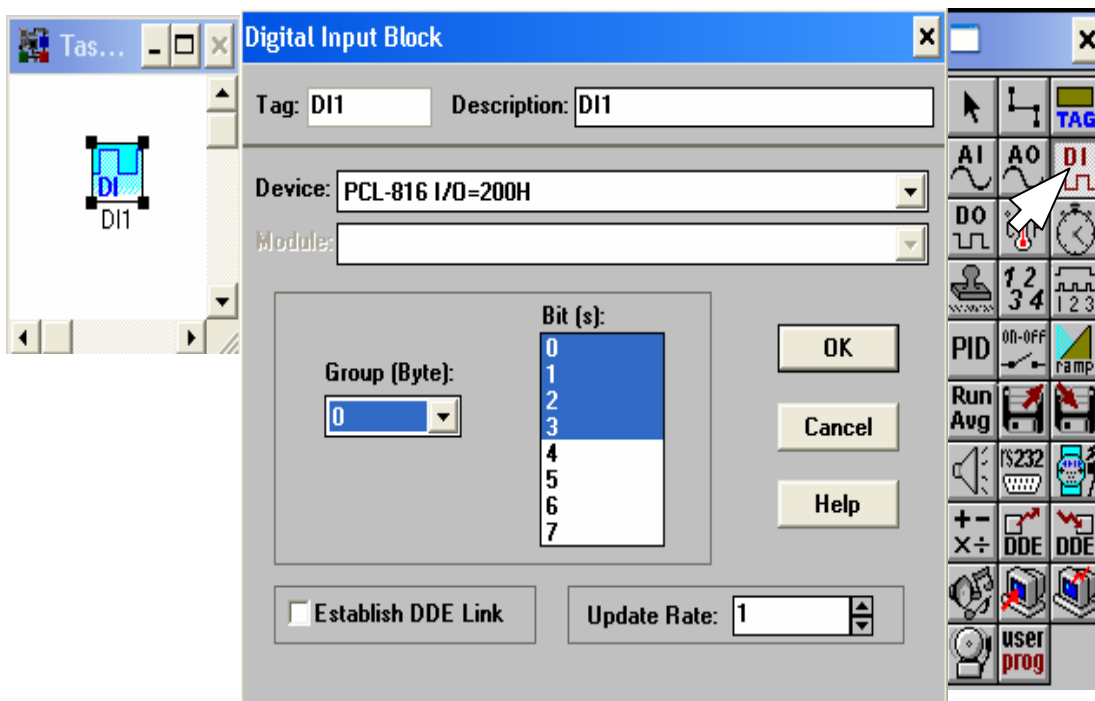 Tas...
DI
DI1
Digital Input Block
Tag: DI1 Description: DI1
Device: PCL-816 I/O=200H
Module:
Group (Byte):
0
Bit (s):
0
1
2
3
4
5
6
7
OK
Cancel
Help
Establish DDE Link
Update Rate: 1
TAG
AI AO DI
DO
1 2
3 4
1 2 3
PID on-off ramp
Run
Avg
rs232
+ -
× ÷
DDE DDE
user
prog